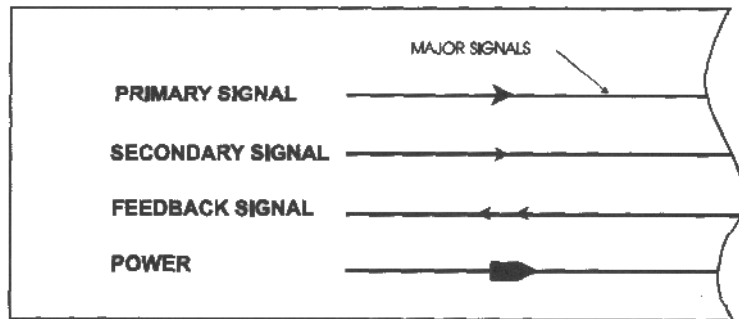 MAJOR SIGNALS
PRIMARY SIGNAL
SECONDARY SIGNAL
FEEDBACK SIGNAL
POWER